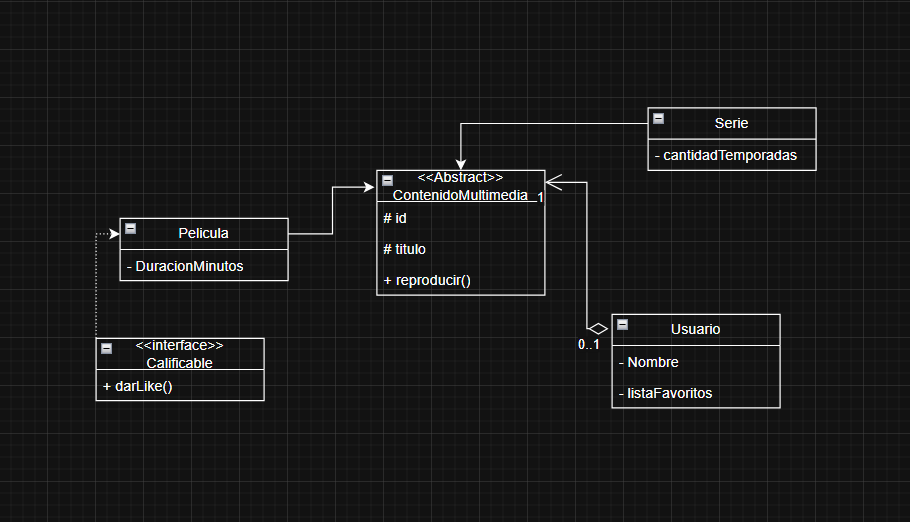 Serie
- cantidadTemporadas
<<Abstract>>
ContenidoMultimedia
1
# id
# titulo
+ reproducir()
Pelicula
- DuracionMinutos
<<interface>>
Calificable
+ darLike()
0..1
Usuario
- Nombre
- listaFavoritos